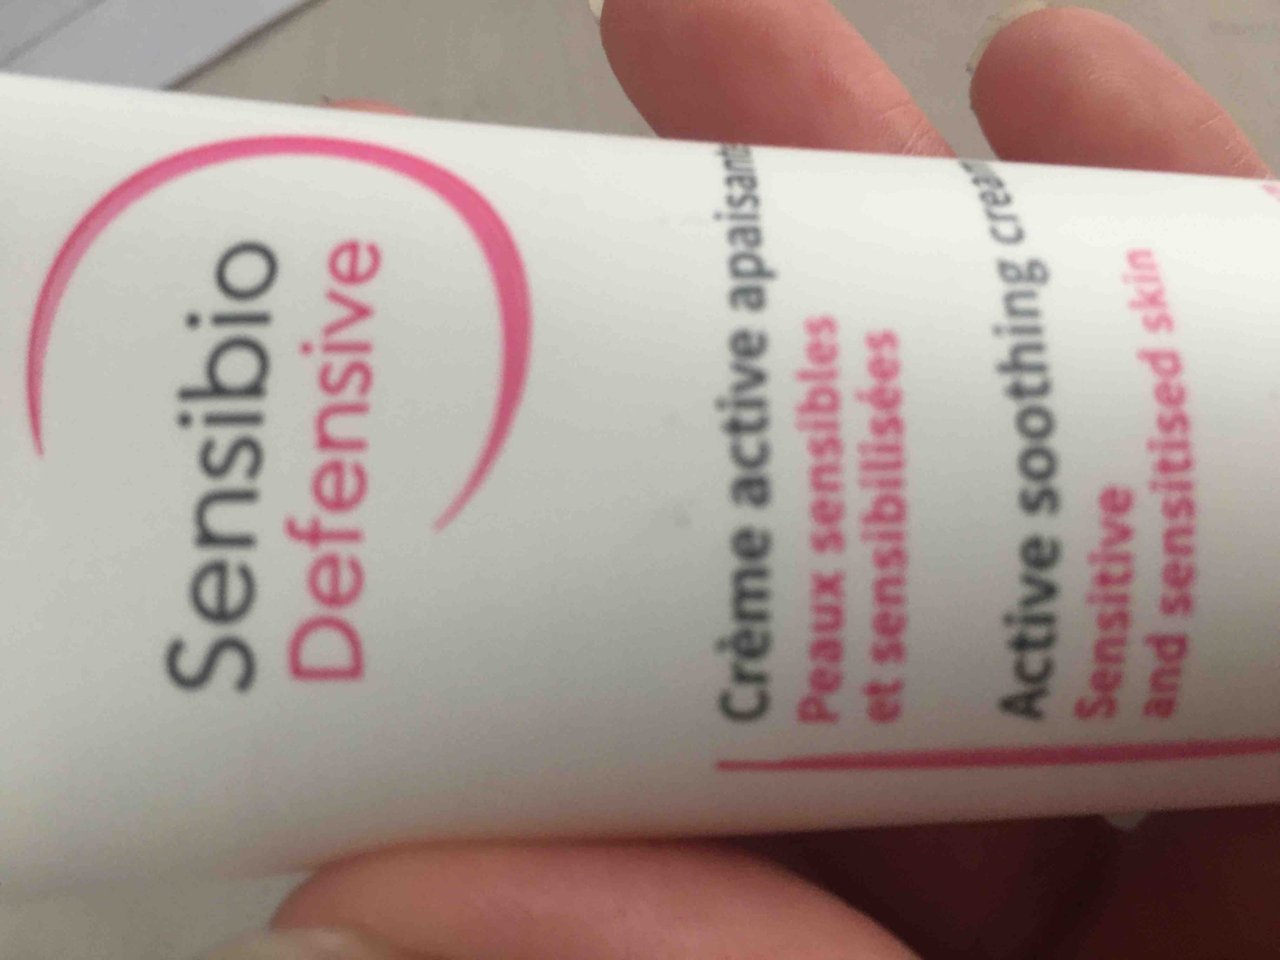 Sensibio
Defensive
Crème active apaisante
Peaux sensibles
et sensibilisées
Active soothing cream
Sensitive
and sensitised skin